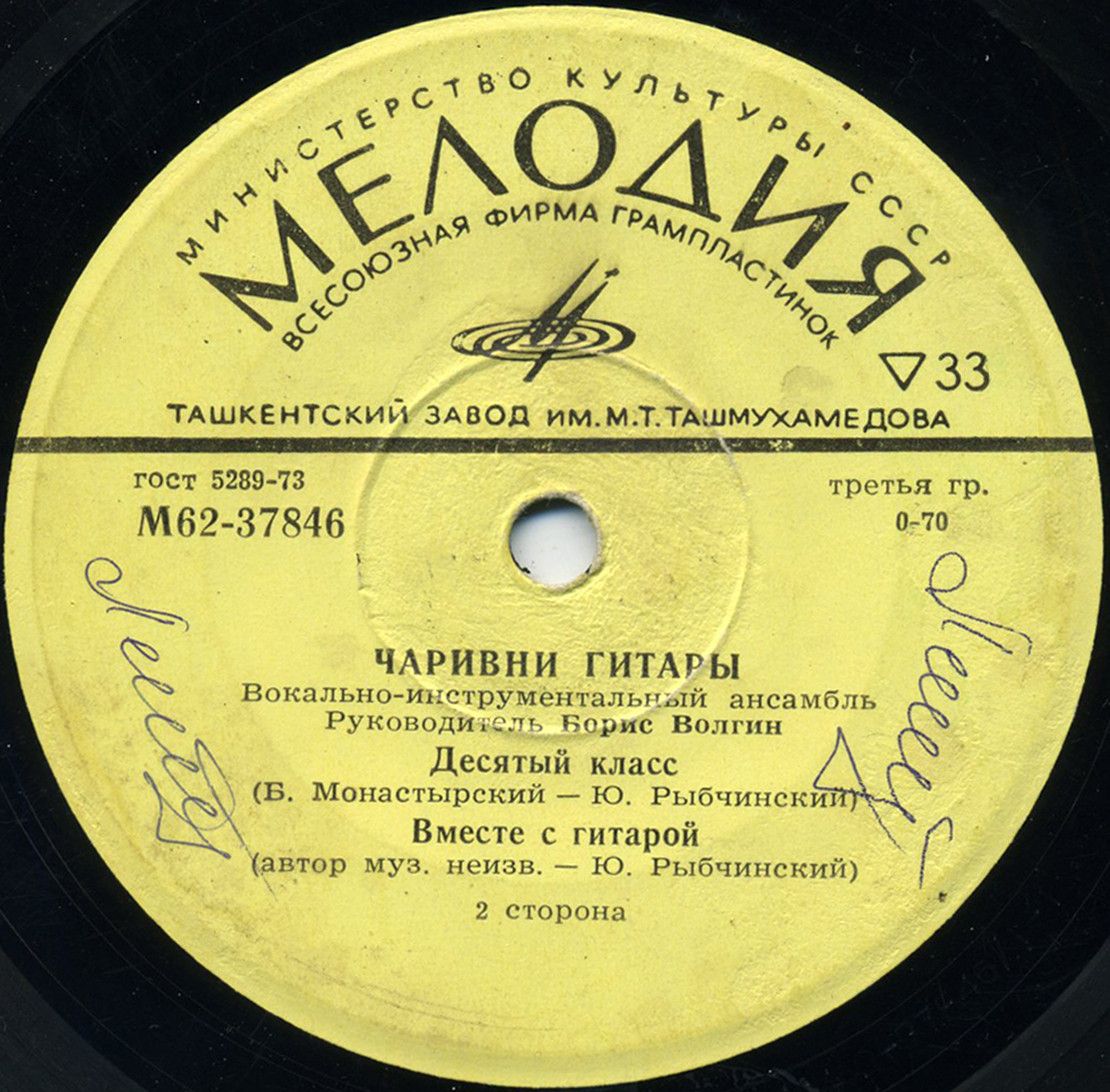 МИНИСТЕРСТВО КУЛЬТУРЫ СССР
МЕЛОДИЯ
ВСЕСОЮЗНАЯ ФИРМА ГРАМПЛАСТИНОК
▽33
ТАШКЕНТСКИЙ ЗАВОД ИМ. М.Т. ТАШМУХАМЕДОВА
гост 5289-73
М62-37846
третья гр.
0-70
ЧАРИВНИ ГИТАРЫ
Вокально-инструментальный ансамбль
Руководитель Борис Волгин
Десятый класс
(Б. Монастырский — Ю. Рыбчинский)
Вместе с гитарой
(автор муз. неизв. — Ю. Рыбчинский)
2 сторона